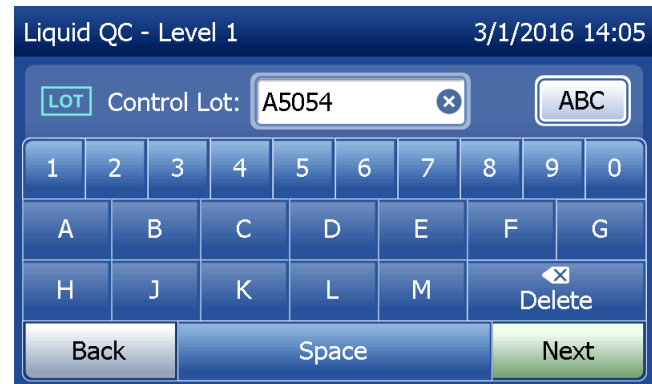 Liquid QC - Level 1 3/1/2016 14:05
LOT Control Lot: A5054 ABC
1 2 3 4 5 6 7 8 9 0
A B C D E F G
H J K L M Delete
Back Space Next